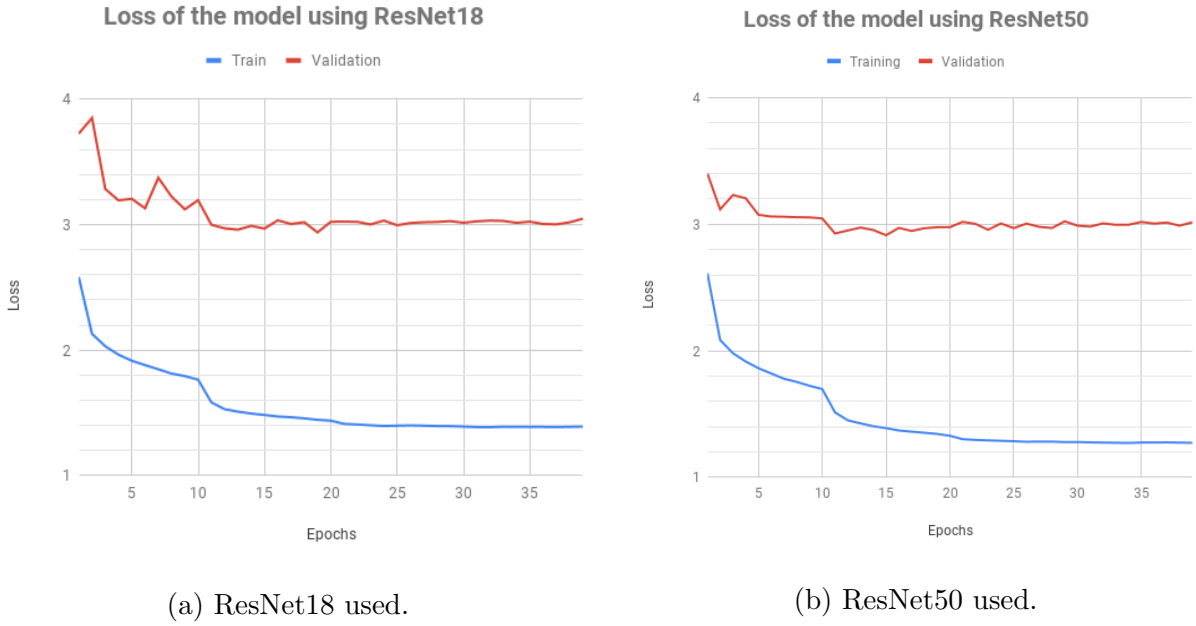 Loss of the model using ResNet18
Train Validation
4
3
2
1
Loss
5 10 15 20 25 30 35
Epochs
(a) ResNet18 used.
Loss of the model using ResNet50
Training Validation
4
3
2
1
Loss
5 10 15 20 25 30 35
Epochs
(b) ResNet50 used.